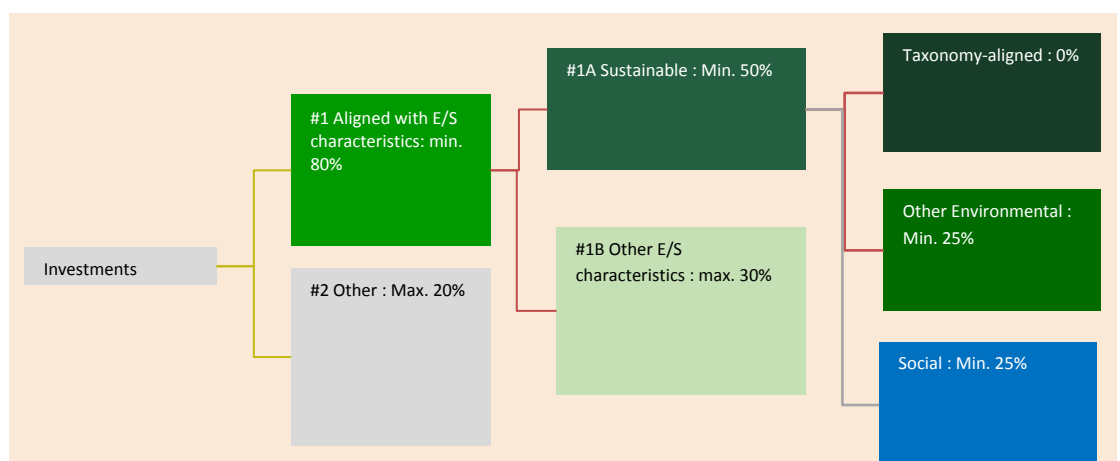 Investments
#1 Aligned with E/S
characteristics: min.
80%
#2 Other : Max. 20%
#1A Sustainable : Min. 50%
#1B Other E/S
characteristics : max. 30%
Taxonomy-aligned : 0%
Other Environmental :
Min. 25%
Social : Min. 25%